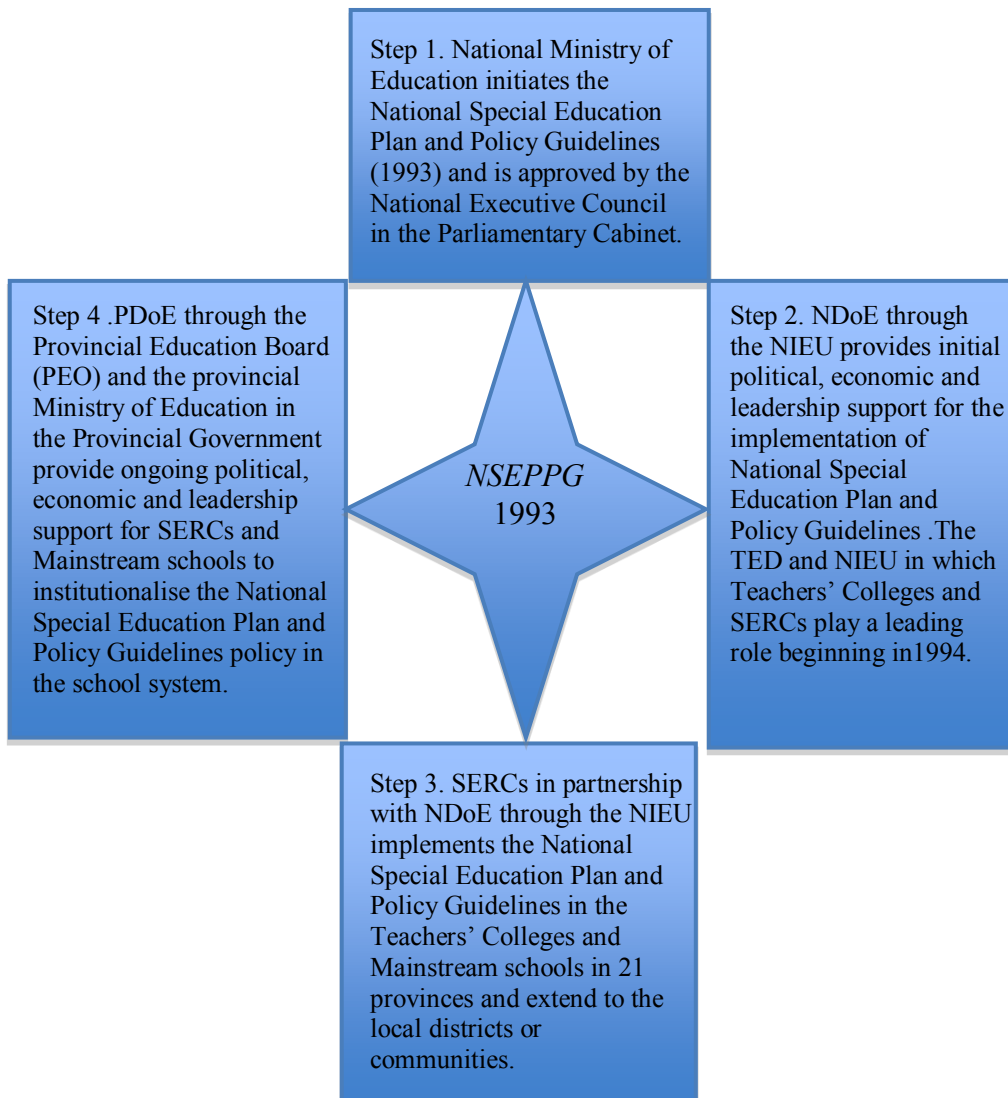 Step 1. National Ministry of
Education initiates the
National Special Education
Plan and Policy Guidelines
(1993) and is approved by the
National Executive Council
in the Parliamentary Cabinet.
Step 2. NDoE through
the NIEU provides initial
political, economic and
leadership support for the
implementation of
National Special
Education Plan and
Policy Guidelines .The
TED and NIEU in which
Teachers’ Colleges and
SERCs play a leading
role beginning in1994.
Step 3. SERCs in partnership
with NDoE through the NIEU
implements the National
Special Education Plan and
Policy Guidelines in the
Teachers’ Colleges and
Mainstream schools in 21
provinces and extend to the
local districts or
communities.
Step 4 .PDoE through the
Provincial Education Board
(PEO) and the provincial
Ministry of Education in
the Provincial Government
provide ongoing political,
economic and leadership
support for SERCs and
Mainstream schools to
institutionalise the National
Special Education Plan and
Policy Guidelines policy in
the school system.
NSEPPG
1993